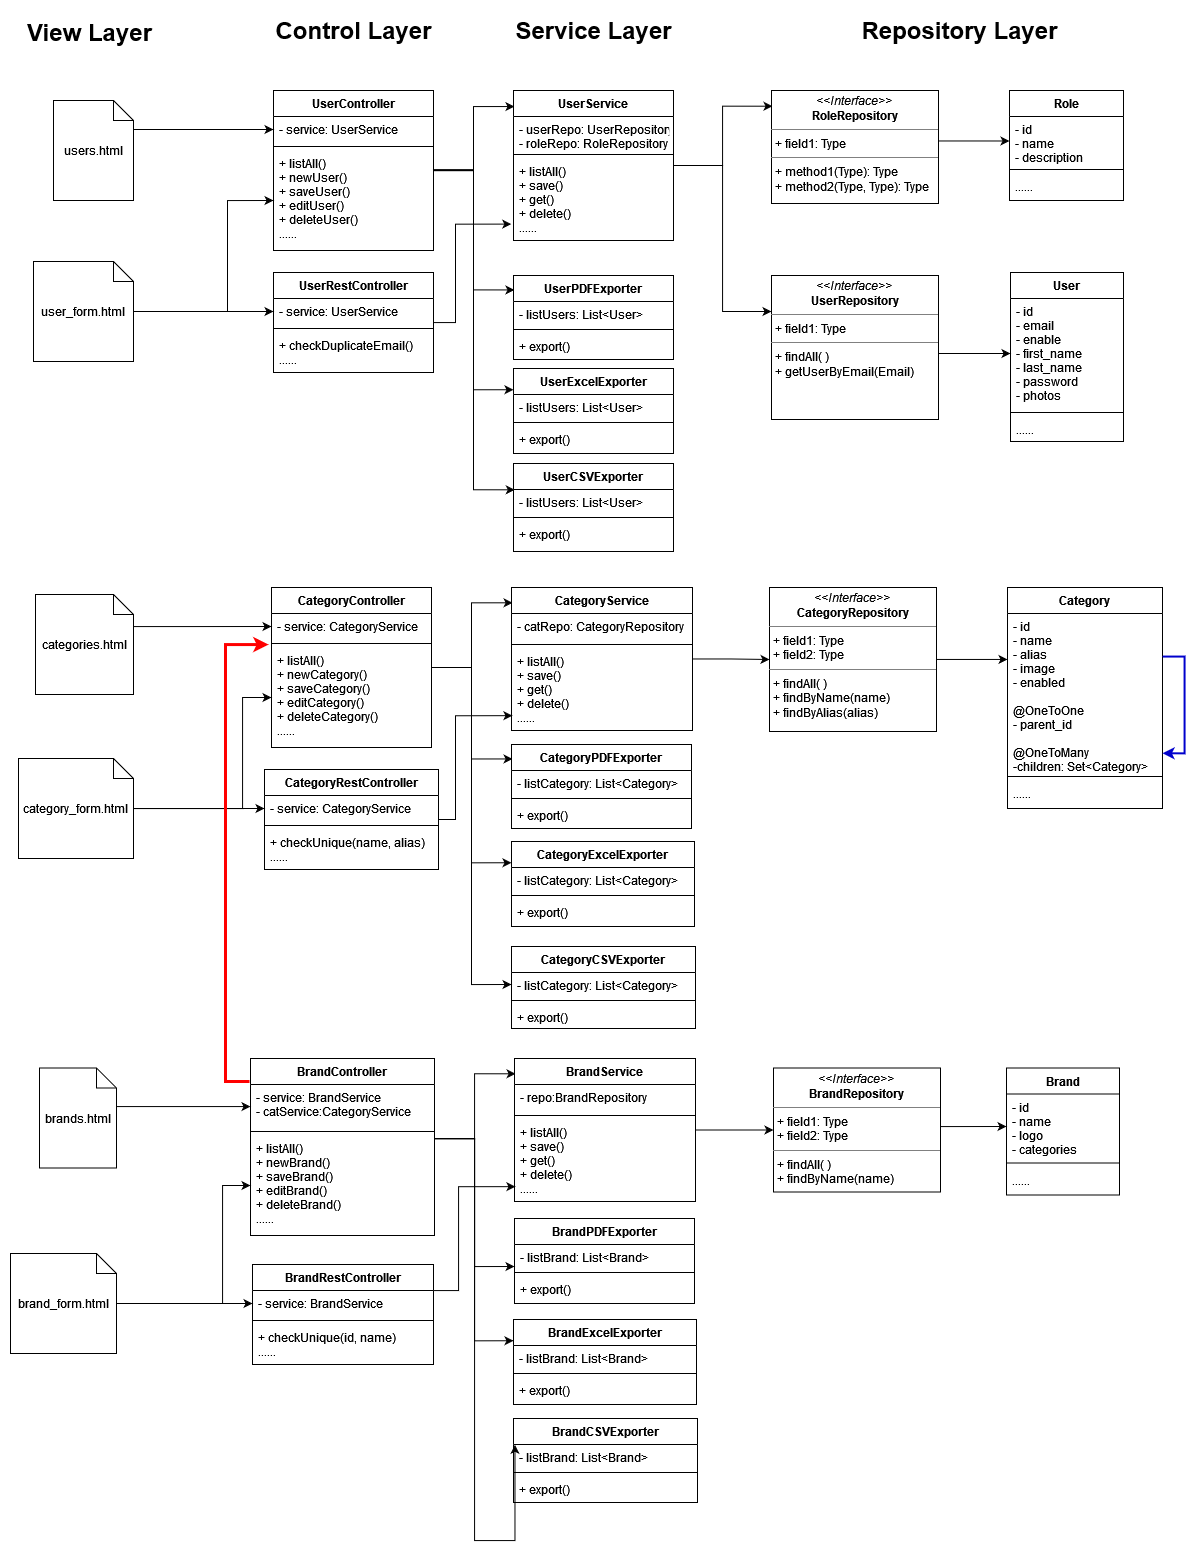 View Layer
Control Layer
Service Layer
Repository Layer
users.html
user_form.html
UserController
- service: UserService
+ listAll()
+ newUser()
+ saveUser()
+ editUser()
+ deleteUser()
......
UserRestController
- service: UserService
+ checkDuplicateEmail()
......
UserService
- userRepo: UserRepository
- roleRepo: RoleRepository
+ listAll()
+ save()
+ get()
+ delete()
......
UserPDFExporter
- listUsers: List<User>
+ export()
UserExcelExporter
- listUsers: List<User>
+ export()
UserCSVExporter
- listUsers: List<User>
+ export()
<<Interface>>
RoleRepository
+ field1: Type
+ method1(Type): Type
+ method2(Type, Type): Type
Role
- id
- name
- description
......
<<Interface>>
UserRepository
+ field1: Type
+ findAll( )
+ getUserByEmail(Email)
User
- id
- email
- enable
- first_name
- last_name
- password
- photos
......
categories.html
category_form.html
CategoryController
- service: CategoryService
+ listAll()
+ newCategory()
+ saveCategory()
+ editCategory()
+ deleteCategory()
......
CategoryRestController
- service: CategoryService
+ checkUnique(name, alias)
......
CategoryService
- catRepo: CategoryRepository
+ listAll()
+ save()
+ get()
+ delete()
......
CategoryPDFExporter
- listCategory: List<Category>
+ export()
CategoryExcelExporter
- listCategory: List<Category>
+ export()
CategoryCSVExporter
- listCategory: List<Category>
+ export()
<<Interface>>
CategoryRepository
+ field1: Type
+ field2: Type
+ findAll( )
+ findByName(name)
+ findByAlias(alias)
Category
- id
- name
- alias
- image
- enabled
@OneToOne
- parent_id
@OneToMany
-children: Set<Category>
......
brands.html
brand_form.html
BrandController
- service: BrandService
- catService:CategoryService
+ listAll()
+ newBrand()
+ saveBrand()
+ editBrand()
+ deleteBrand()
......
BrandRestController
- service: BrandService
+ checkUnique(id, name)
......
BrandService
- repo:BrandRepository
+ listAll()
+ save()
+ get()
+ delete()
......
BrandPDFExporter
- listBrand: List<Brand>
+ export()
BrandExcelExporter
- listBrand: List<Brand>
+ export()
BrandCSVExporter
- listBrand: List<Brand>
+ export()
<<Interface>>
BrandRepository
+ field1: Type
+ field2: Type
+ findAll( )
+ findByName(name)
Brand
- id
- name
- logo
- categories
......